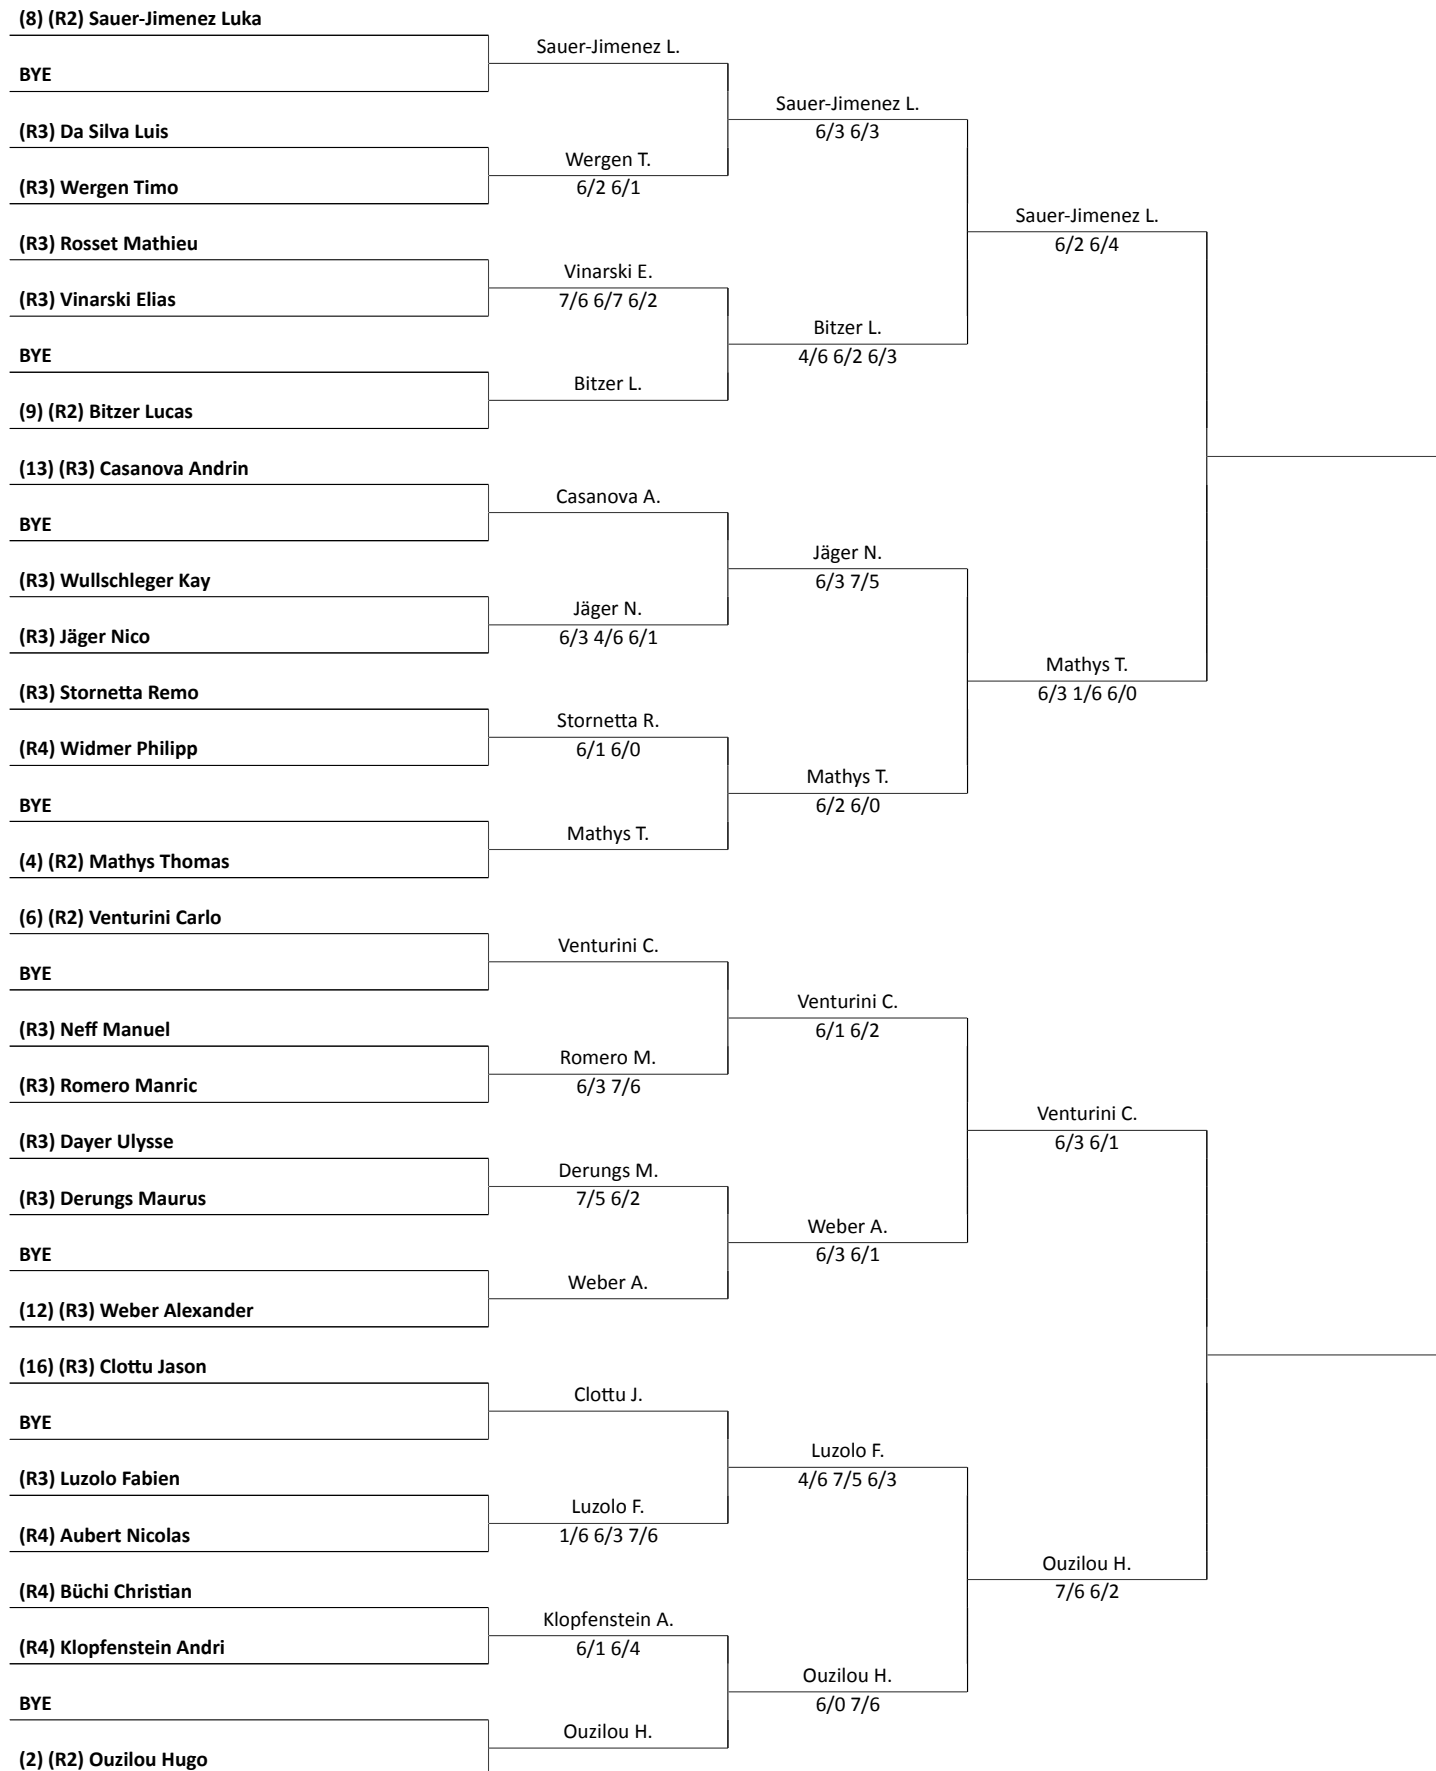 (8) (R2) Sauer-Jimenez Luka
BYE
(R3) Da Silva Luis
(R3) Wergen Timo
(R3) Rosset Mathieu
(R3) Vinarski Elias
BYE
(9) (R2) Bitzer Lucas
(13) (R3) Casanova Andrin
BYE
(R3) Wullschleger Kay
(R3) Jäger Nico
(R3) Stornetta Remo
(R4) Widmer Philipp
BYE
(4) (R2) Mathys Thomas
(6) (R2) Venturini Carlo
BYE
(R3) Neff Manuel
(R3) Romero Manric
(R3) Dayer Ulysse
(R3) Derungs Maurus
BYE
(12) (R3) Weber Alexander
(16) (R3) Clottu Jason
BYE
(R3) Luzolo Fabien
(R4) Aubert Nicolas
(R4) Büchi Christian
(R4) Klopfenstein Andri
BYE
(2) (R2) Ouzilou Hugo
Sauer-Jimenez L.
Wergen T.
6/2 6/1
Vinarski E.
7/6 6/7 6/2
Bitzer L.
Casanova A.
Jäger N.
6/3 4/6 6/1
Stornetta R.
6/1 6/0
Mathys T.
Venturini C.
Romero M.
6/3 7/6
Derungs M.
7/5 6/2
Weber A.
Clottu J.
Luzolo F.
1/6 6/3 7/6
Klopfenstein A.
6/1 6/4
Ouzilou H.
Sauer-Jimenez L.
6/3 6/3
Bitzer L.
4/6 6/2 6/3
Jäger N.
6/3 7/5
Mathys T.
6/2 6/0
Venturini C.
6/1 6/2
Weber A.
6/3 6/1
Luzolo F.
4/6 7/5 6/3
Ouzilou H.
6/0 7/6
Sauer-Jimenez L.
6/2 6/4
Mathys T.
6/3 1/6 6/0
Venturini C.
6/3 6/1
Ouzilou H.
7/6 6/2